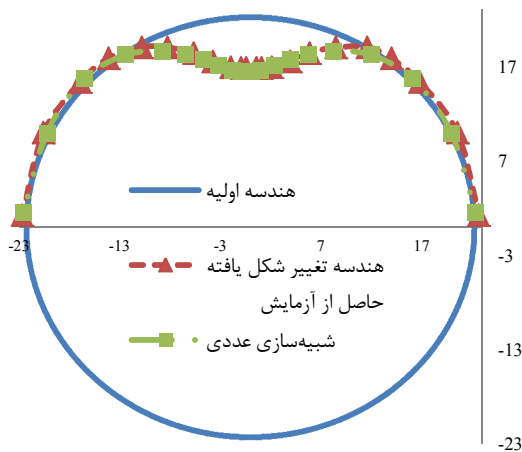 17
7
هندسه اولیه
-23 -13 -3 7 17
-3
هندسه تغییر شکل یافته
حاصل از آزمایش
شبیه‌سازی عددی
-13
-23